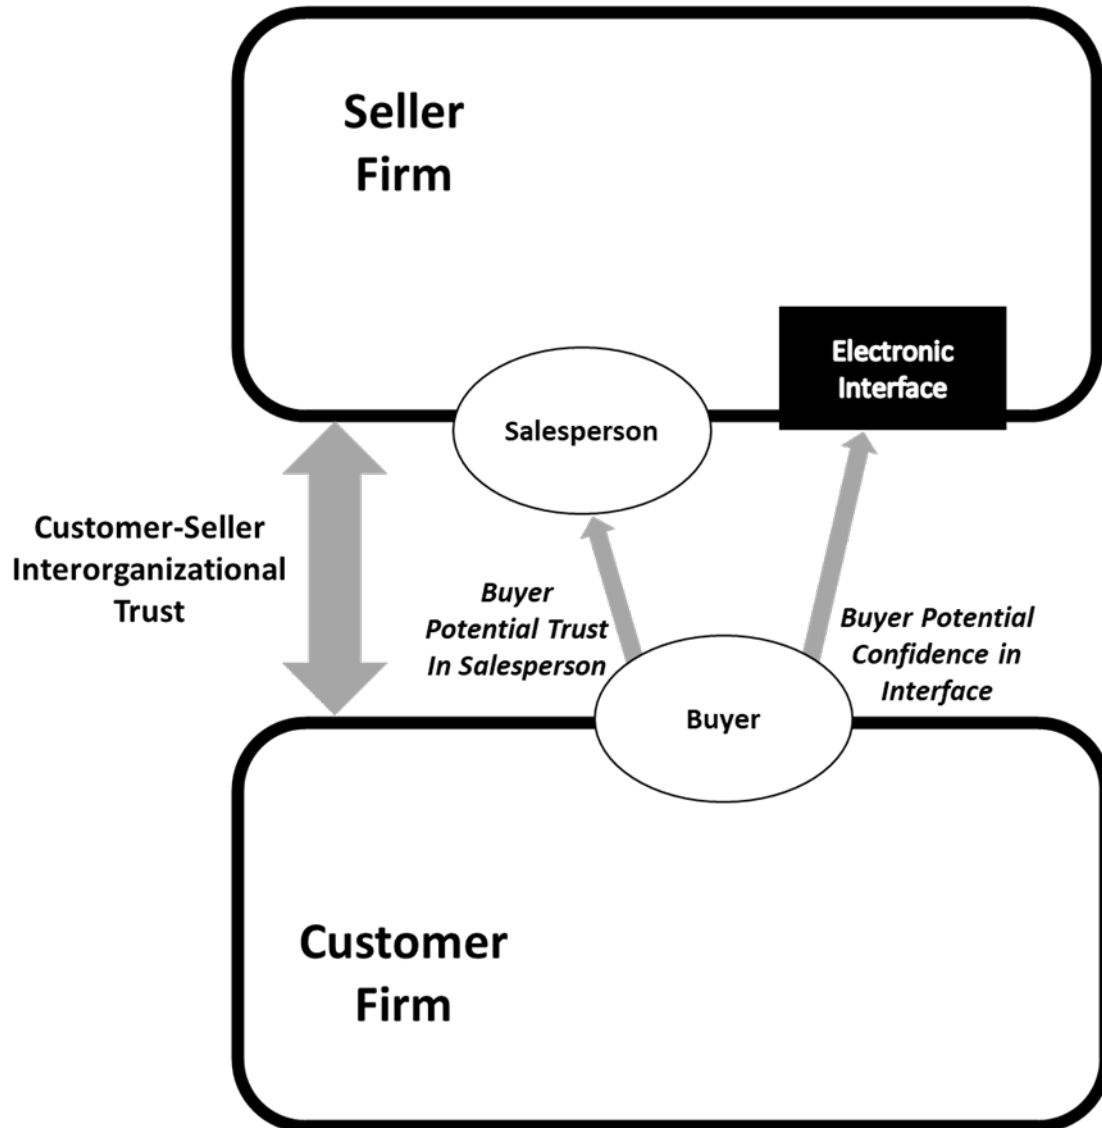 Seller
Firm
Electronic
Interface
Salesperson
Customer-Seller
Interorganizational
Trust
Buyer
Potential Trust
In Salesperson
Buyer Potential
Confidence in
Interface
Buyer
Customer
Firm